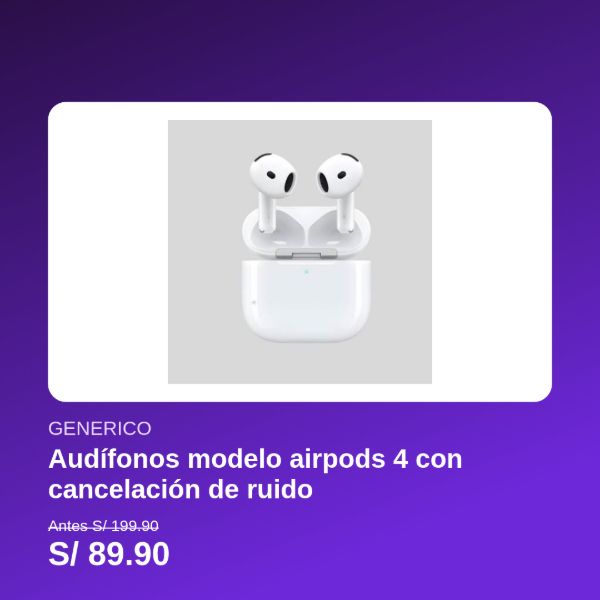 GENERICO
Audífonos modelo airpods 4 con
cancelación de ruido
Antes S/ 199.90
S/ 89.90